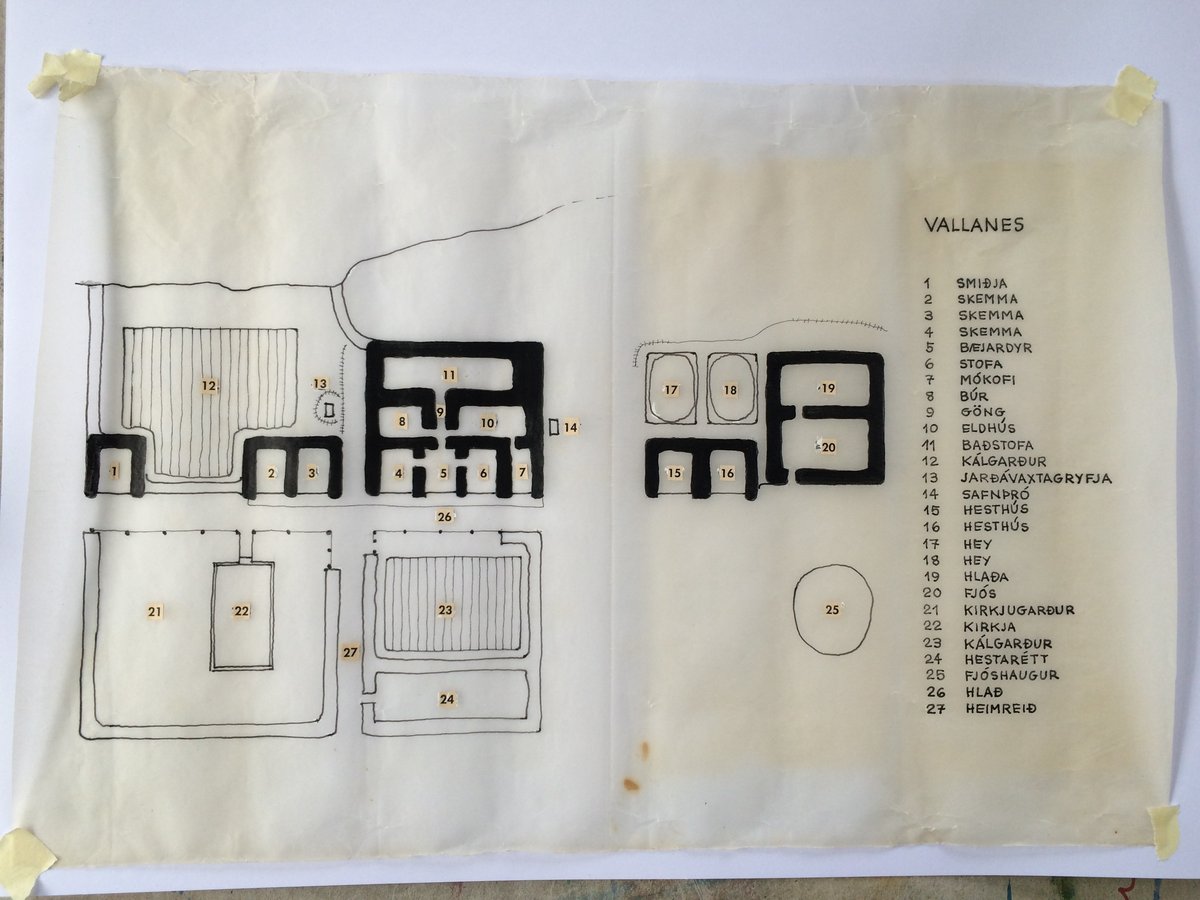 VALLANES
1 SMIÐJA
2 SKEMMA
3 SKEMMA
4 SKEMMA
5 BÆJARDYR
6 STOFA
7 MÓKOFI
8 BÚR
9 GÖNG
10 ELDHÚS
11 BAÐSTOFA
12 KÁLGARÐUR
13 JARÐÁVAXTAGRYFJA
14 SAFNÞRÓ
15 HESTHÚS
16 HESTHÚS
17 HEY
18 HEY
19 HLAÐA
20 FJÓS
21 KIRKJUGARÐUR
22 KIRKJA
23 KÁLGARÐUR
24 HESTARÉTT
25 FJÓSHAUGUR
26 HLAÐ
27 HEIMREIÐ
11
12
13
17
18
19
8
9
10
14
20
1
2
3
4
5
6
7
15
16
26
21
22
23
25
27
24